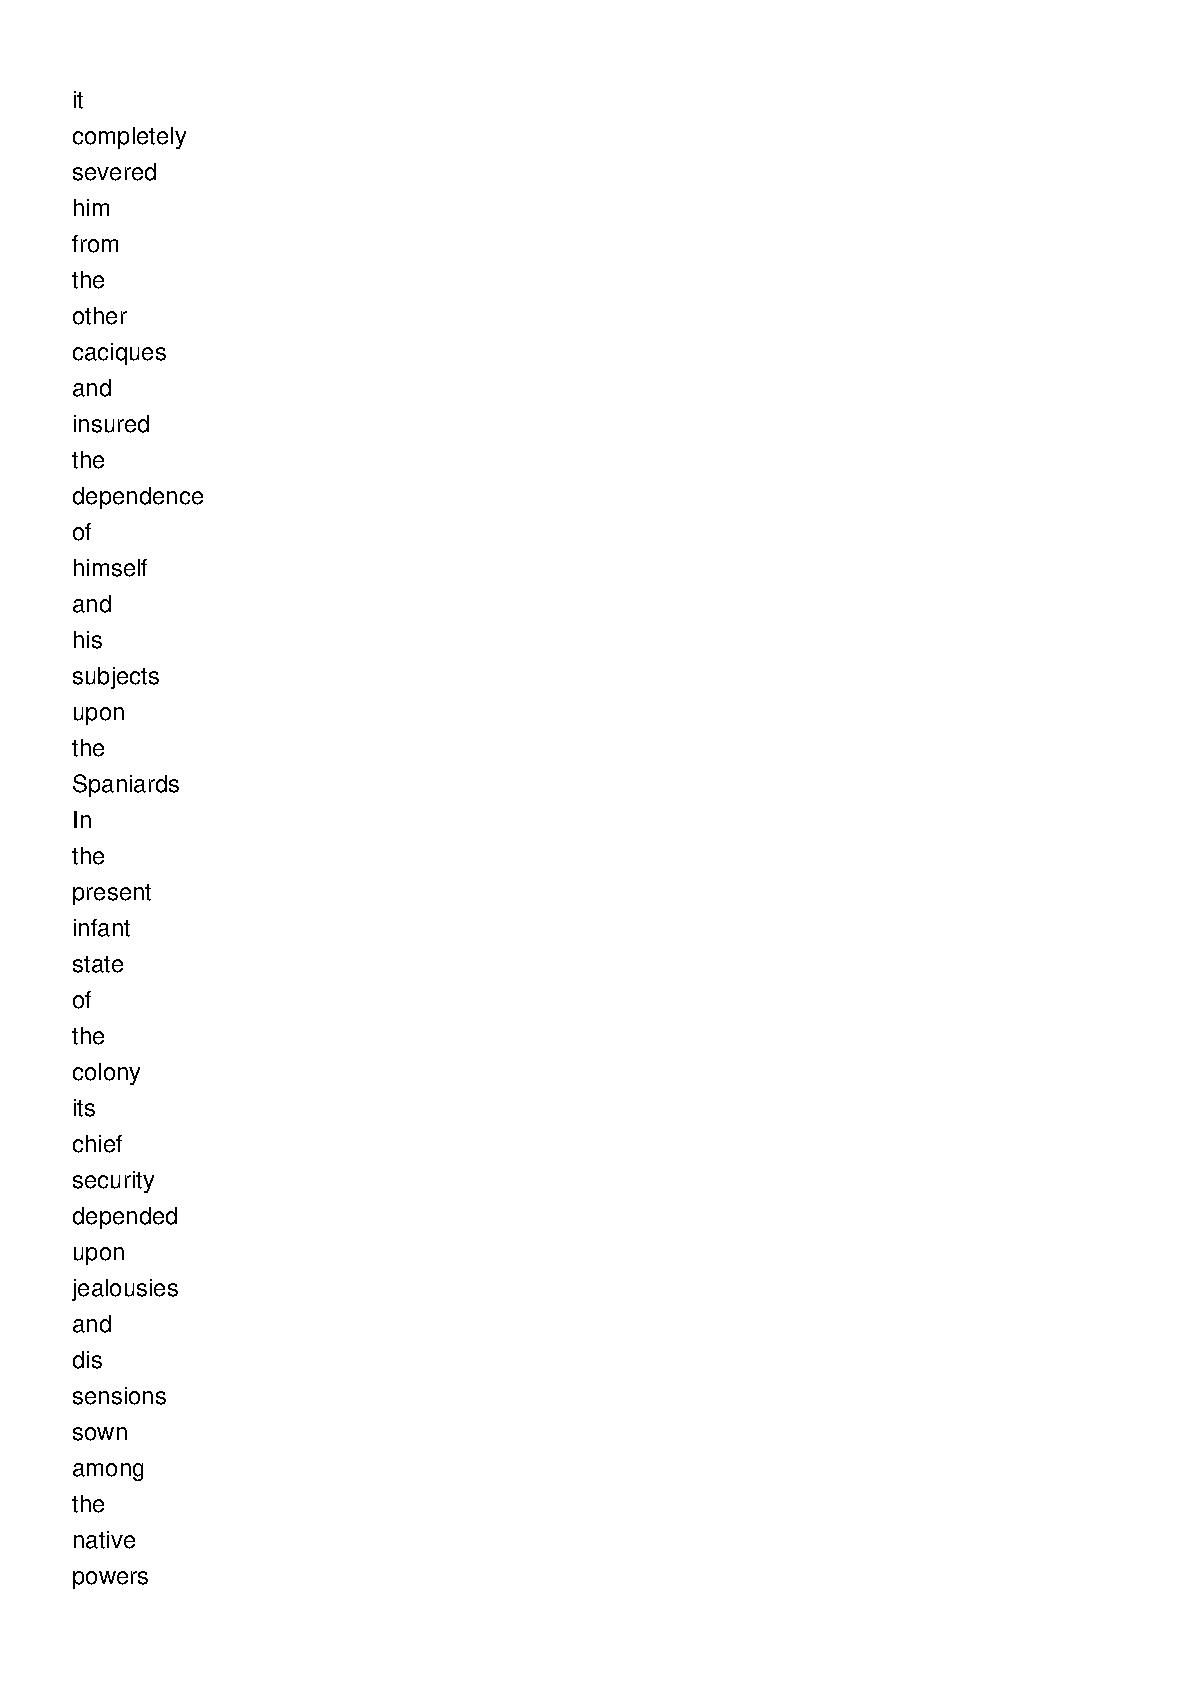 it
completely
severed
him
from
the
other
caciques
and
insured
the
dependence
of
himself
and
his
subjects
upon
the
Spaniards
In
the
present
infant
state
of
the
colony
its
chief
security
depended
upon
jealousies
and
dis
sensions
sown
among
the
native
powers